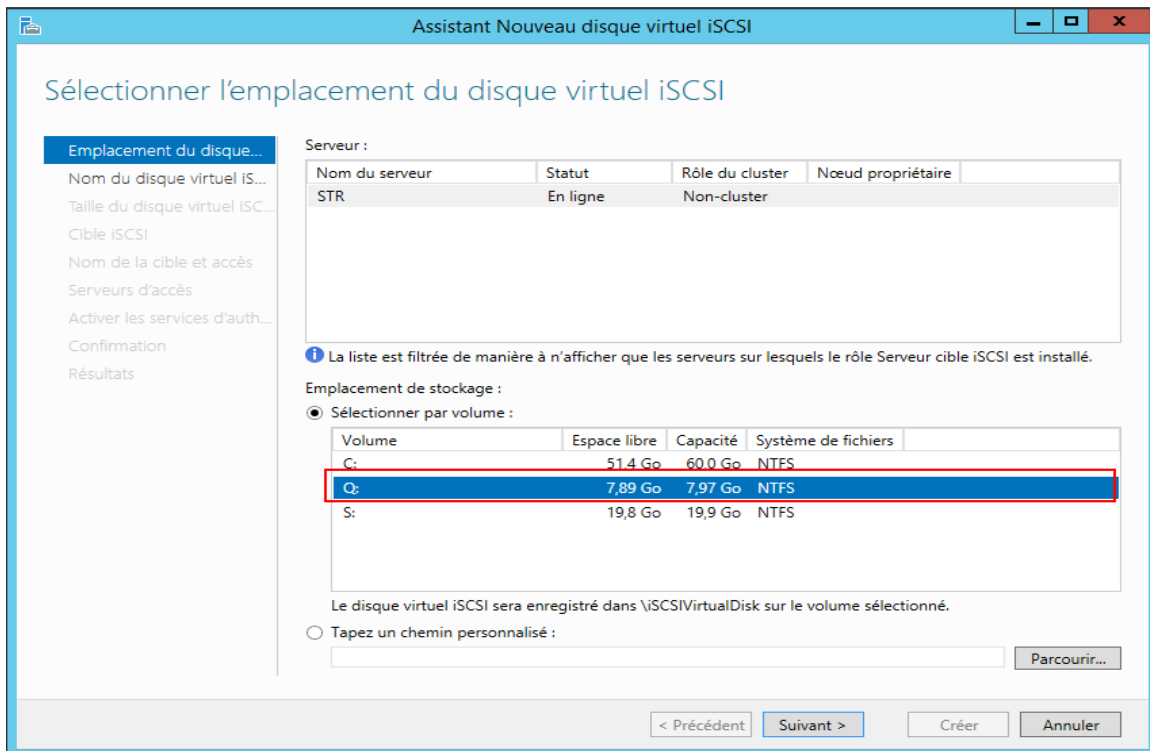 Assistant Nouveau disque virtuel iSCSI
Sélectionner l'emplacement du disque virtuel iSCSI
Emplacement du disque...
Nom du disque virtuel iS...
Taille du disque virtuel iSC...
Cible iSCSI
Nom de la cible et accès
Serveurs d'accès
Activer les services d'auth...
Confirmation
Résultats
Serveur :
Nom du serveur Statut Rôle du cluster Nœud propriétaire
STR En ligne Non-cluster
La liste est filtrée de manière à n'afficher que les serveurs sur lesquels le rôle Serveur cible iSCSI est installé.
Emplacement de stockage :
Sélectionner par volume :
Volume Espace libre Capacité Système de fichiers
C: 51,4 Go 60,0 Go NTFS
Q: 7,89 Go 7,97 Go NTFS
S: 19,8 Go 19,9 Go NTFS
Le disque virtuel iSCSI sera enregistré dans \iSCSIVirtualDisk sur le volume sélectionné.
Tapez un chemin personnalisé :
Parcourir...
< Précédent Suivant > Créer Annuler